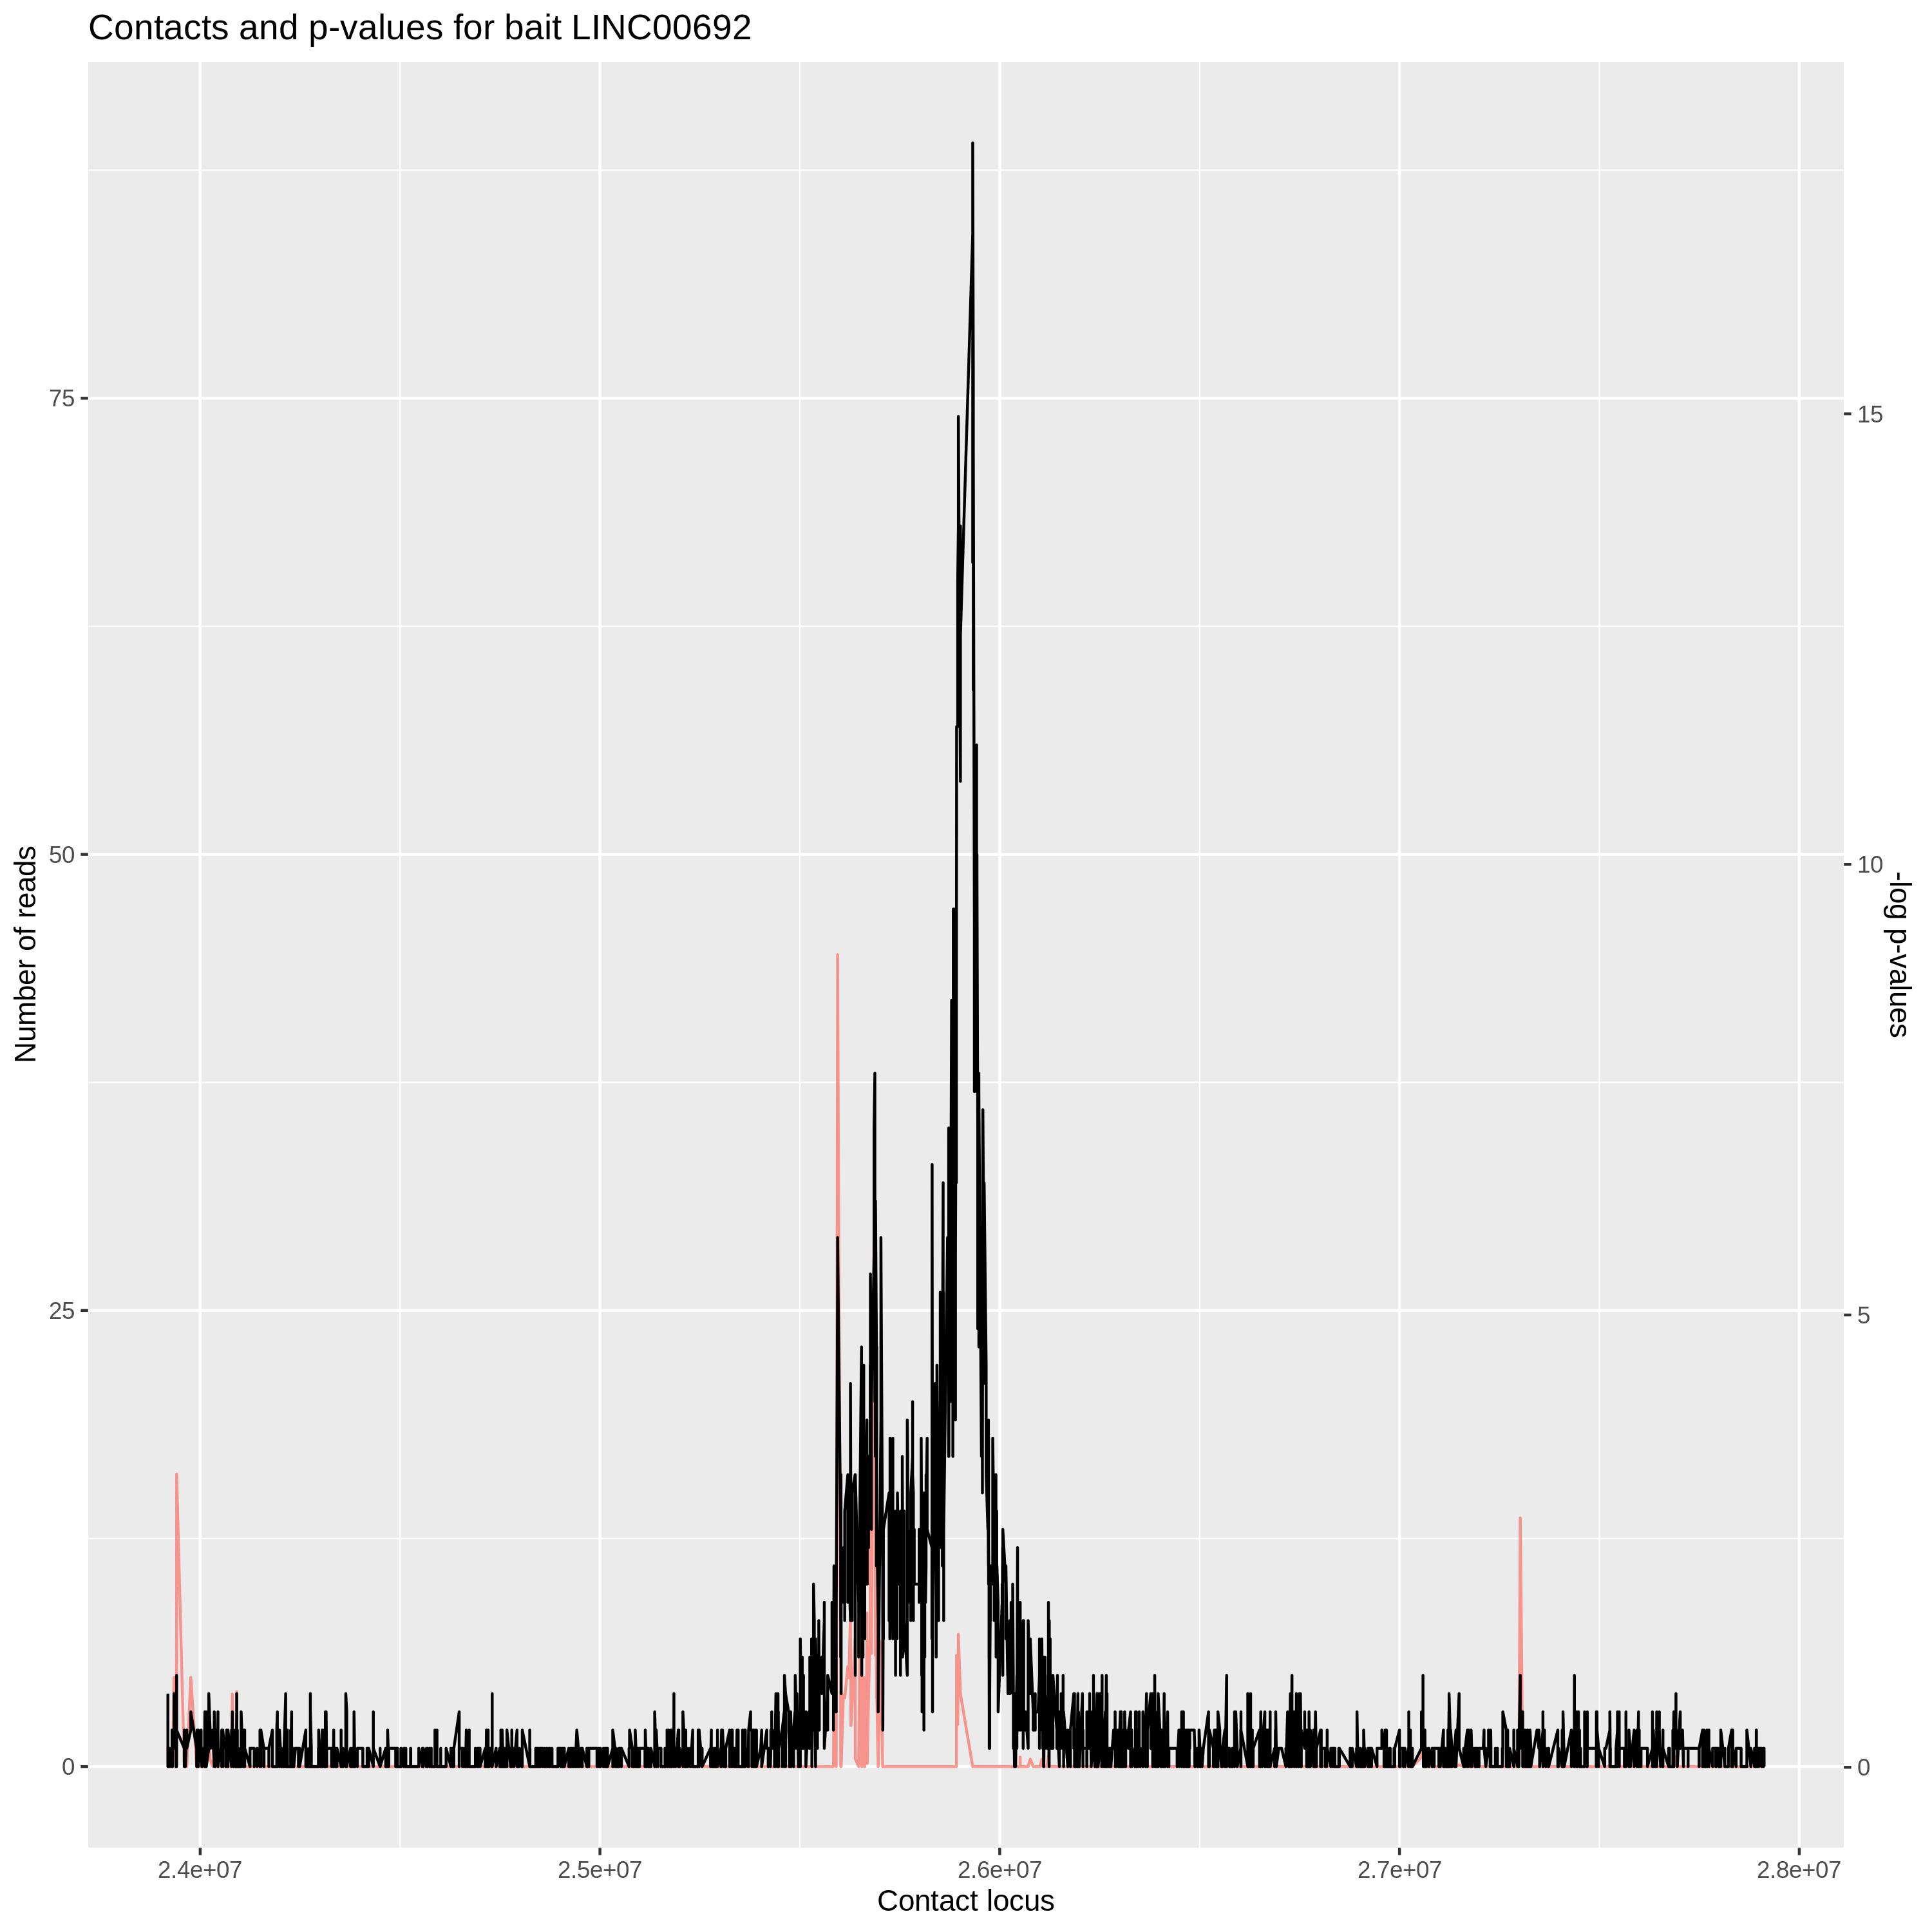 Contacts and p-values for bait LINC00692
75
50
25
0
Number of reads
15
10
5
0
-log p-values
2.4e+07 2.5e+07 2.6e+07 2.7e+07 2.8e+07
Contact locus